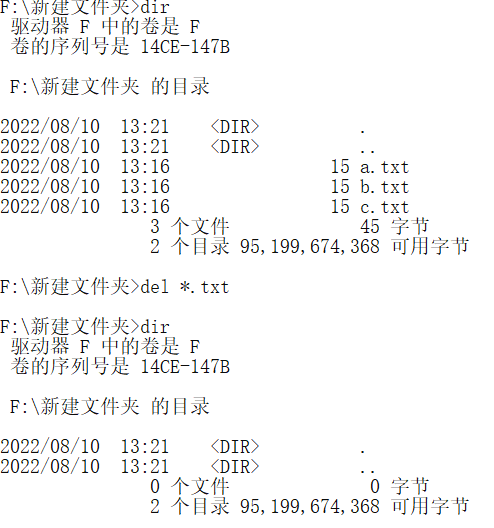 F:\新建文件夹>dir
驱动器 F 中的卷是 F
卷的序列号是 14CE-147B
F:\新建文件夹 的目录
2022/08/10  13:21    <DIR>          .
2022/08/10  13:21    <DIR>          ..
2022/08/10  13:16                15 a.txt
2022/08/10  13:16                15 b.txt
2022/08/10  13:16                15 c.txt
3 个文件             45 字节
2 个目录 95,199,674,368 可用字节
F:\新建文件夹>del *.txt
F:\新建文件夹>dir
驱动器 F 中的卷是 F
卷的序列号是 14CE-147B
F:\新建文件夹 的目录
2022/08/10  13:21    <DIR>          .
2022/08/10  13:21    <DIR>          ..
0 个文件              0 字节
2 个目录 95,199,674,368 可用字节